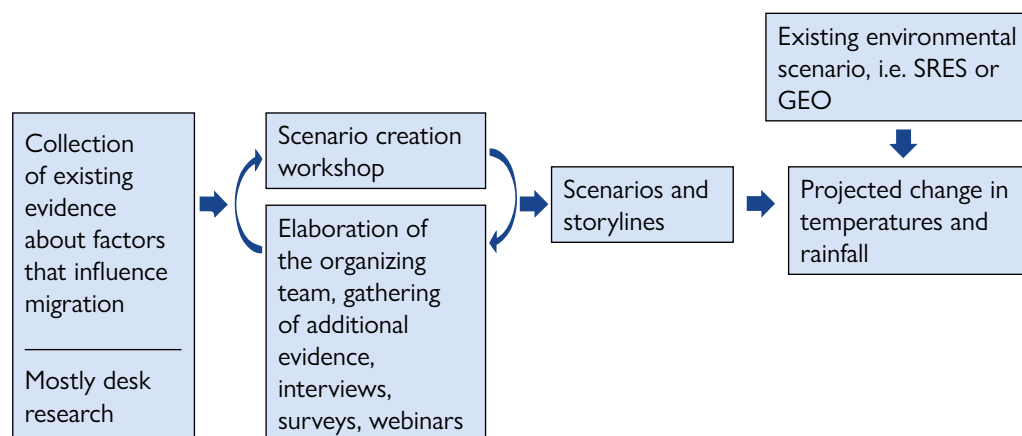 Collection
of existing
evidence
about factors
that influence
migration
Mostly desk
research
Scenario creation
workshop
Elaboration of
the organizing
team, gathering
of additional
evidence,
interviews,
surveys, webinars
Scenarios and
storylines
Existing environmental
scenario, i.e. SRES or
GEO
Projected change in
temperatures and
rainfall